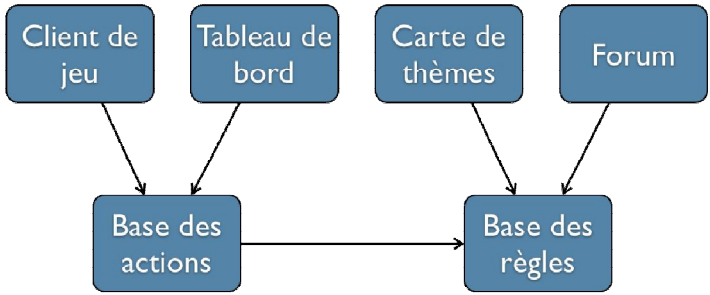 Client de
jeu
Tableau de
bord
Carte de
thèmes
Forum
Base des
actions
Base des
règles